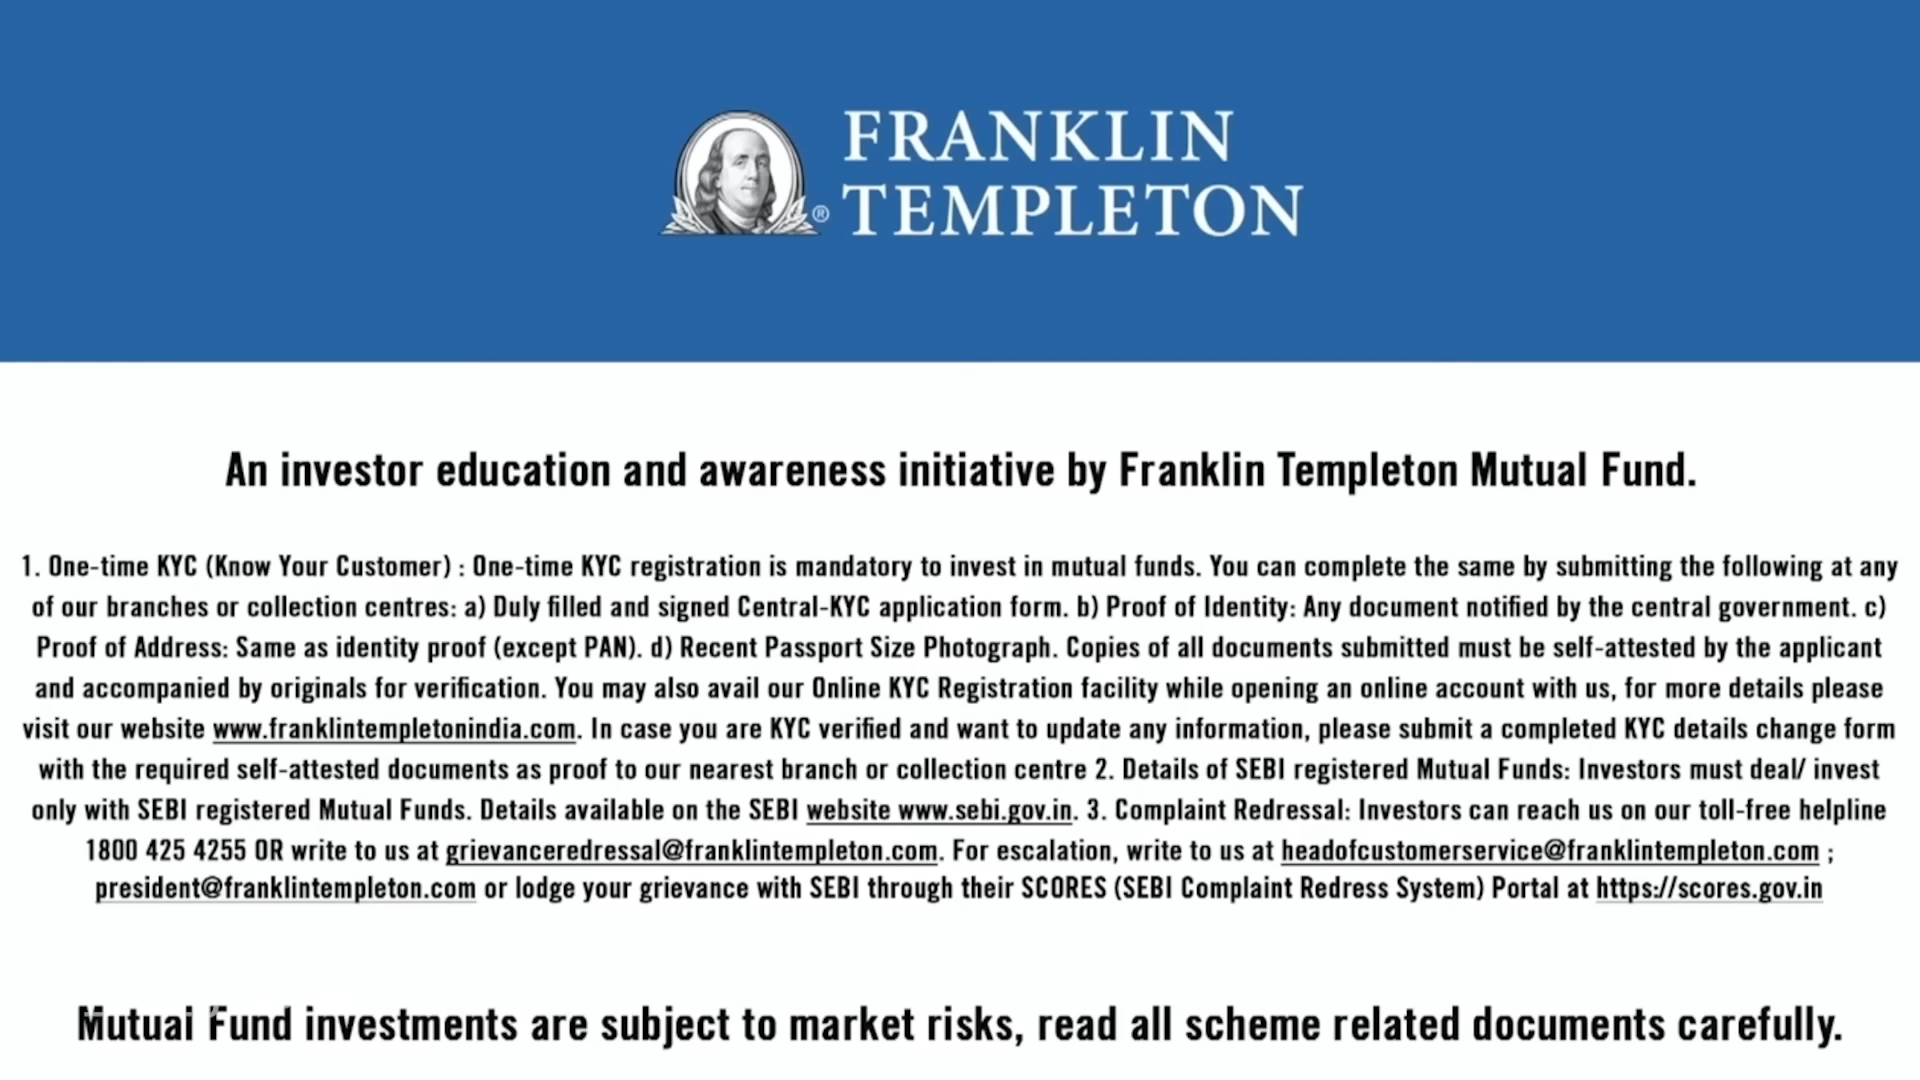 FRANKLIN
TEMPLETON
®
An investor education and awareness initiative by Franklin Templeton Mutual Fund.
1. One-time KYC (Know Your Customer) : One-time KYC registration is mandatory to invest in mutual funds. You can complete the same by submitting the following at any
of our branches or collection centres: a) Duly filled and signed Central-KYC application form. b) Proof of Identity: Any document notified by the central government. c)
Proof of Address: Same as identity proof (except PAN). d) Recent Passport Size Photograph. Copies of all documents submitted must be self-attested by the applicant
and accompanied by originals for verification. You may also avail our Online KYC Registration facility while opening an online account with us, for more details please
visit our website www.franklintempletonindia.com. In case you are KYC verified and want to update any information, please submit a completed KYC details change form
with the required self-attested documents as proof to our nearest branch or collection centre 2. Details of SEBI registered Mutual Funds: Investors must deal/ invest
only with SEBI registered Mutual Funds. Details available on the SEBI website www.sebi.gov.in. 3. Complaint Redressal: Investors can reach us on our toll-free helpline
1800 425 4255 OR write to us at grievanceredressal@franklintempleton.com. For escalation, write to us at headofcustomerservice@franklintempleton.com ;
president@franklintempleton.com or lodge your grievance with SEBI through their SCORES (SEBI Complaint Redress System) Portal at https://scores.gov.in
Mutual Fund investments are subject to market risks, read all scheme related documents carefully.